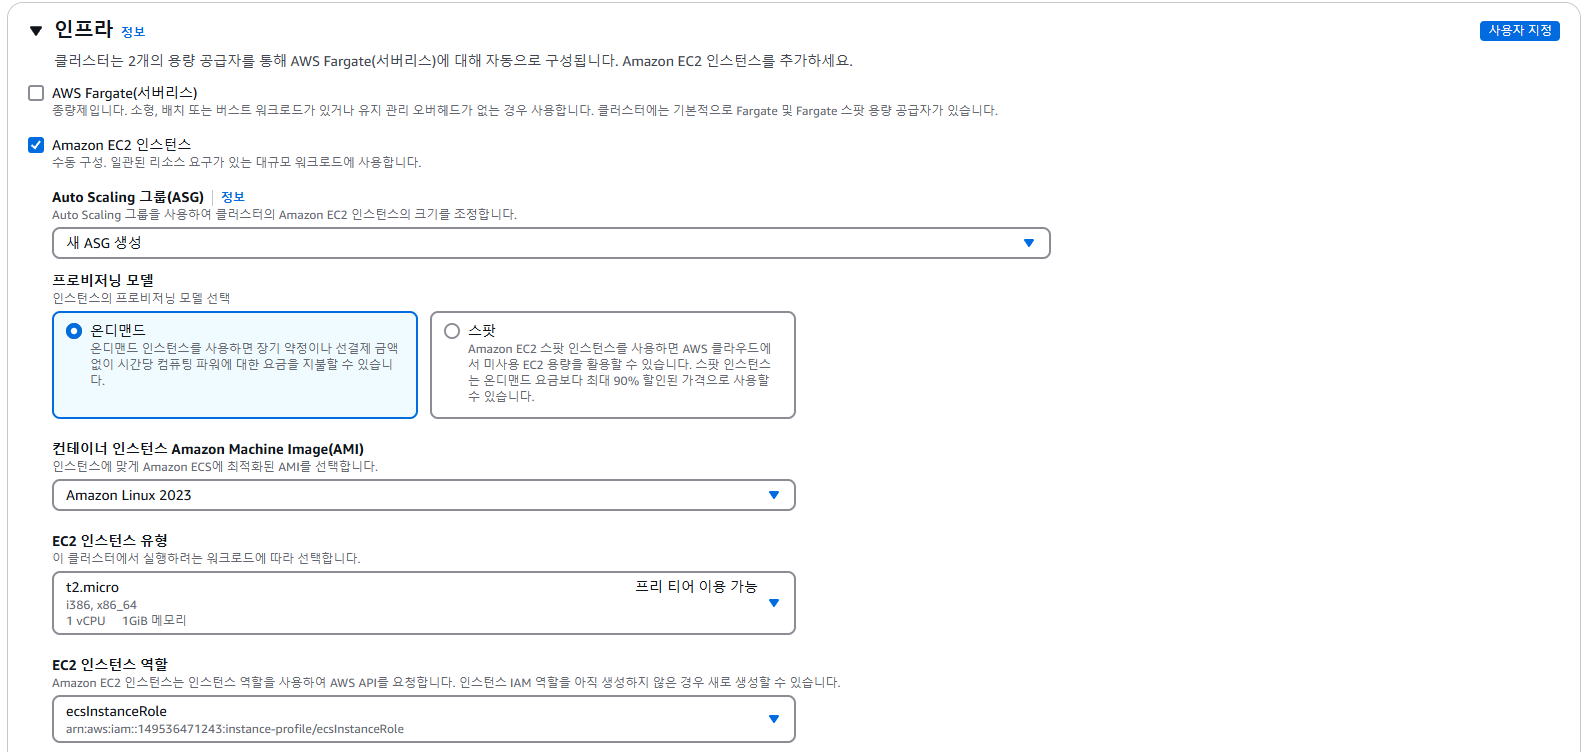 인프라 정보
사용자 지정
클러스터는 2개의 용량 공급자를 통해 AWS Fargate(서버리스)에 대해 자동으로 구성됩니다. Amazon EC2 인스턴스를 추가하세요.
AWS Fargate(서버리스)
종량제입니다. 소형, 배치 또는 버스트 워크로드가 있거나 유지 관리 오버헤드가 없는 경우 사용합니다. 클러스터에는 기본적으로 Fargate 및 Fargate 스팟 용량 공급자가 있습니다.
Amazon EC2 인스턴스
수동 구성. 일관된 리소스 요구가 있는 대규모 워크로드에 사용합니다.
Auto Scaling 그룹(ASG) 정보
Auto Scaling 그룹을 사용하여 클러스터의 Amazon EC2 인스턴스의 크기를 조정합니다.
새 ASG 생성
프로비저닝 모델
인스턴스의 프로비저닝 모델 선택
온디맨드
온디맨드 인스턴스를 사용하면 장기 약정이나 선결제 금액
없이 시간당 컴퓨팅 파워에 대한 요금을 지불할 수 있습니
다.
스팟
Amazon EC2 스팟 인스턴스를 사용하면 AWS 클라우드에
서 미사용 EC2 용량을 활용할 수 있습니다. 스팟 인스턴스
는 온디맨드 요금보다 최대 90% 할인된 가격으로 사용할
수 있습니다.
컨테이너 인스턴스 Amazon Machine Image(AMI)
인스턴스에 맞게 Amazon ECS에 최적화된 AMI를 선택합니다.
Amazon Linux 2023
EC2 인스턴스 유형
이 클러스터에서 실행하려는 워크로드에 따라 선택합니다.
t2.micro 프리 티어 이용 가능
i386, x86_64
1 vCPU 1GiB 메모리
EC2 인스턴스 역할
Amazon EC2 인스턴스는 인스턴스 역할을 사용하여 AWS API를 요청합니다. 인스턴스 IAM 역할을 아직 생성하지 않은 경우 새로 생성할 수 있습니다.
ecsInstanceRole
arn:aws:iam::149536471243:instance-profile/ecsInstanceRole